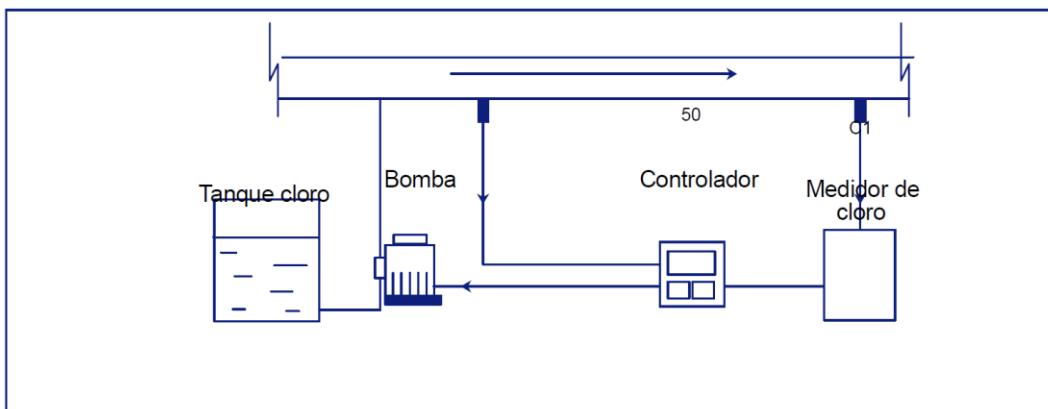 50
C1
Tanque cloro
Bomba
Controlador
Medidor de
cloro